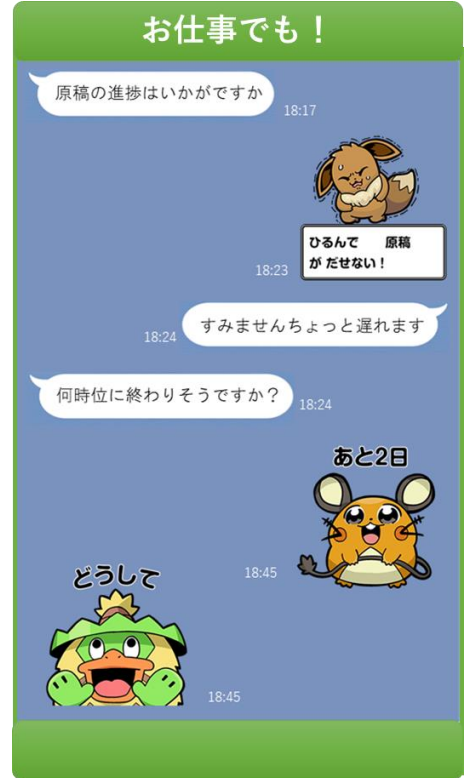 お仕事でも！
原稿の進捗はいかがですか
18:17
ひるんで　　原稿
が だせない！
18:23
すみませんちょっと遅れます
18:24
何時位に終わりそうですか？
18:24
あと2日
18:45
どうして
18:45